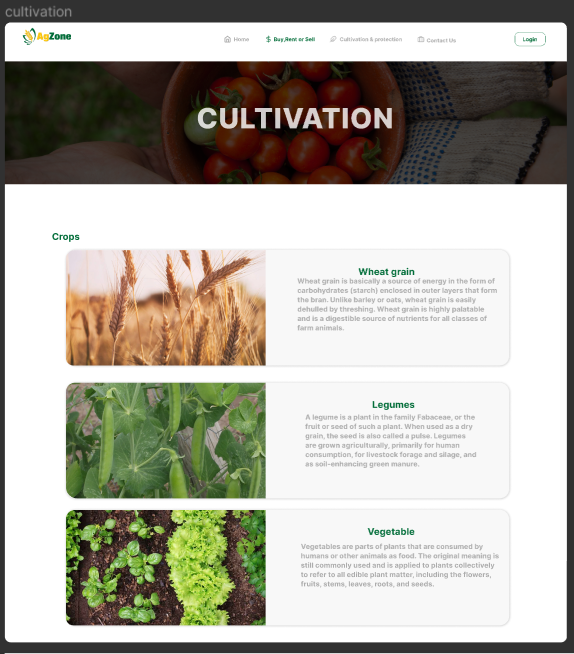 cultivation
AgZone
Home
Buy,Rent or Sell
Cultivation & protection
Contact Us
Login
CULTIVATION
Crops
Wheat grain
Wheat grain is basically a source of energy in the form of
carbohydrates (starch) enclosed in outer layers that form
the bran. Unlike barley or oats, wheat grain is easily
dehulled by threshing. Wheat grain is highly palatable
and is a digestible source of nutrients for all classes of
farm animals.
Legumes
A legume is a plant in the family Fabaceae, or the
fruit or seed of such a plant. When used as a dry
grain, the seed is also called a pulse. Legumes
are grown agriculturally, primarily for human
consumption, for livestock forage and silage, and
as soil-enhancing green manure.
Vegetable
Vegetables are parts of plants that are consumed by
humans or other animals as food. The original meaning is
still commonly used and is applied to plants collectively
to refer to all edible plant matter, including the flowers,
fruits, stems, leaves, roots, and seeds.